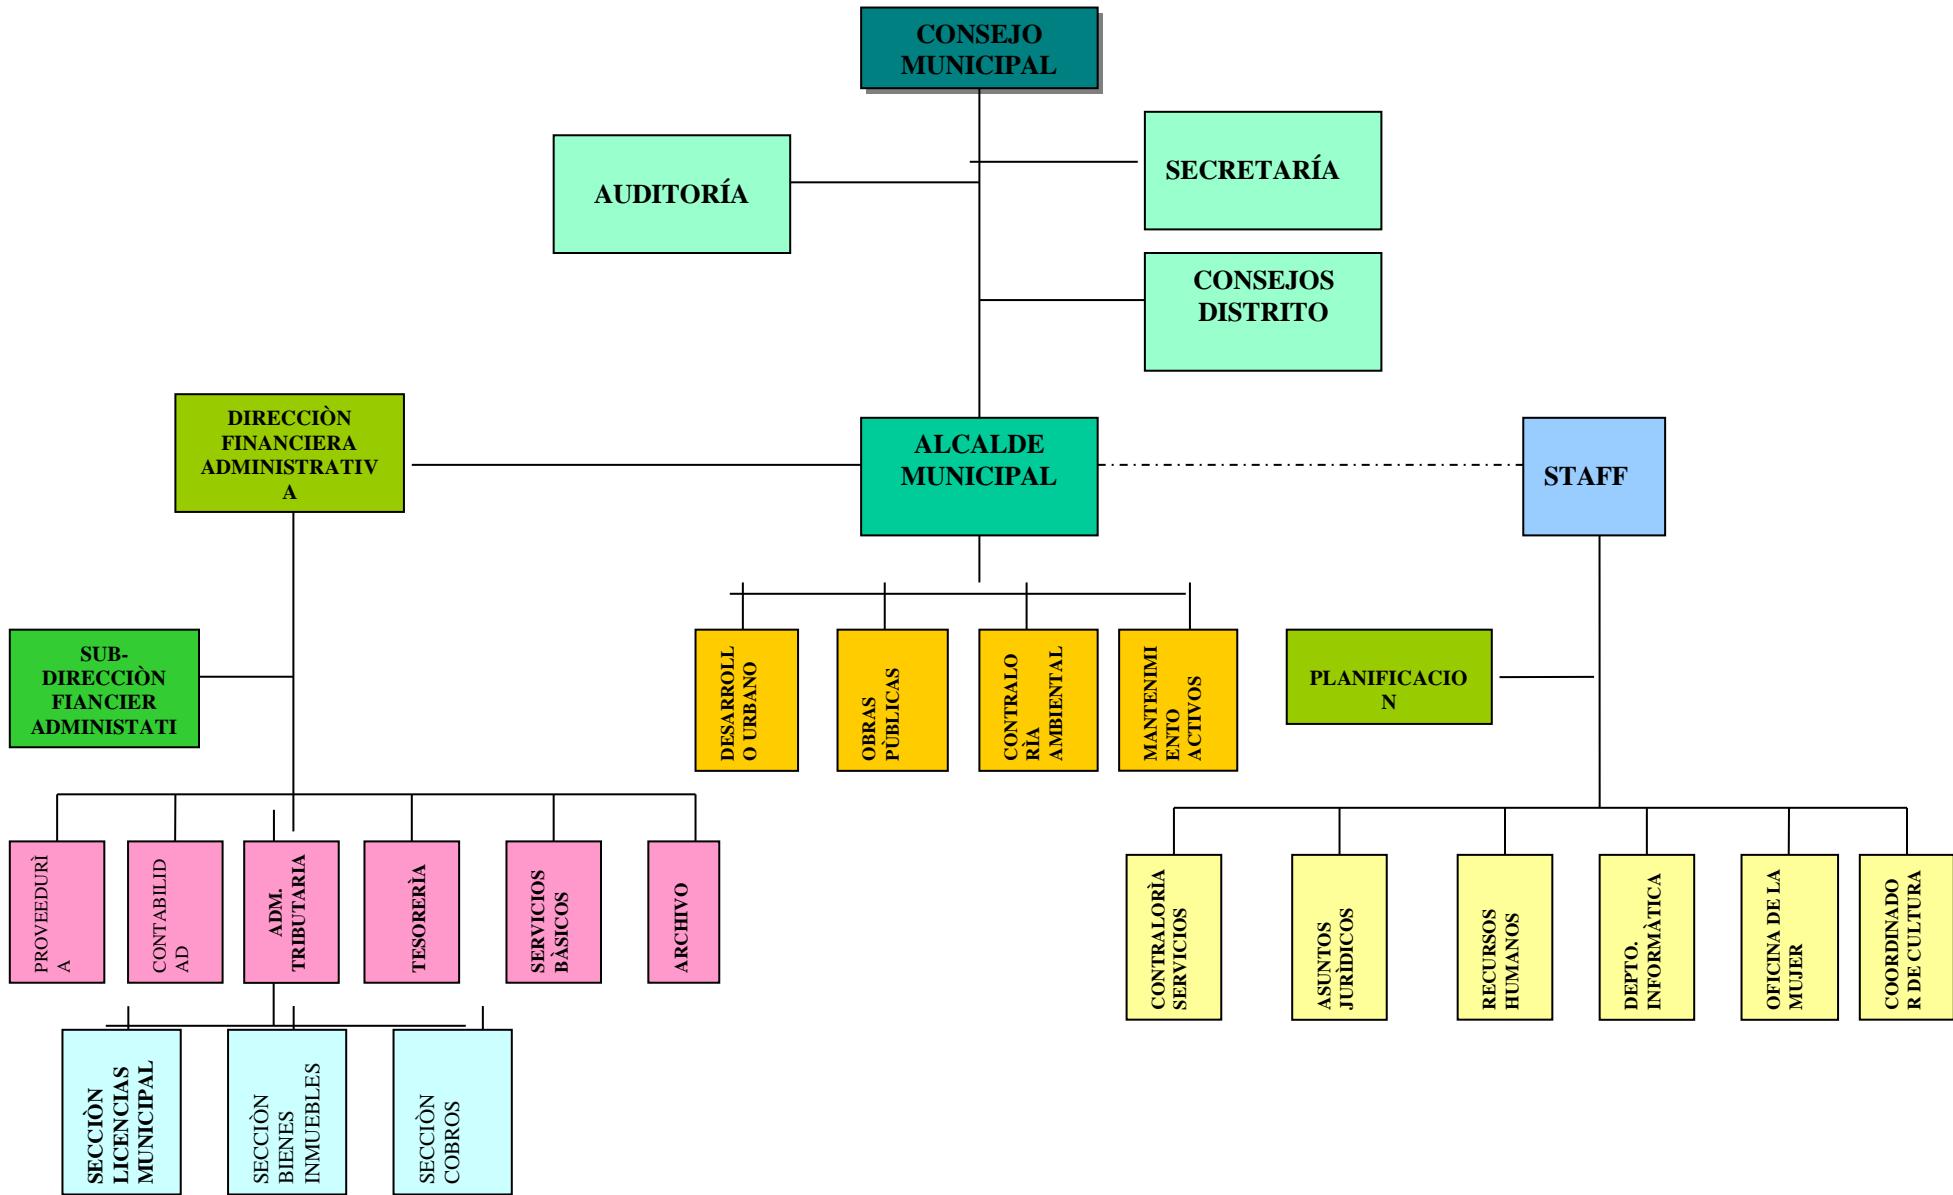 CONSEJO
MUNICIPAL
AUDITORÍA
SECRETARÍA
CONSEJOS
DISTRITO
DIRECCIÒN
FINANCIERA
ADMINISTRATIV
A
ALCALDE
MUNICIPAL
STAFF
SUB-
DIRECCIÒN
FIANCIER
ADMINISTATI
DESARROLL
O URBANO
OBRAS
PÙBLICAS
CONTRALO
RÌA
AMBIENTAL
MANTENIMI
ENTO
ACTIVOS
PLANIFICACIO
N
PROVEEDURÌ
A
CONTABILID
AD
ADM.
TRIBUTARIA
TESORERÌA
SERVICIOS
BÀSICOS
ARCHIVO
CONTRALORÌA
SERVICIOS
ASUNTOS
JURÌDICOS
RECURSOS
HUMANOS
DEPTO.
INFORMÀTICA
OFICINA DE LA
MUJER
COORDINADO
R DE CULTURA
SECCIÒN
LICENCIAS
MUNICIPAL
SECCIÒN
BIENES
INMUEBLES
SECCIÒN
COBROS